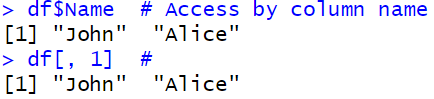 > df$Name  # Access by column name
[1] "John"  "Alice"
> df[, 1]  #
[1] "John"  "Alice"